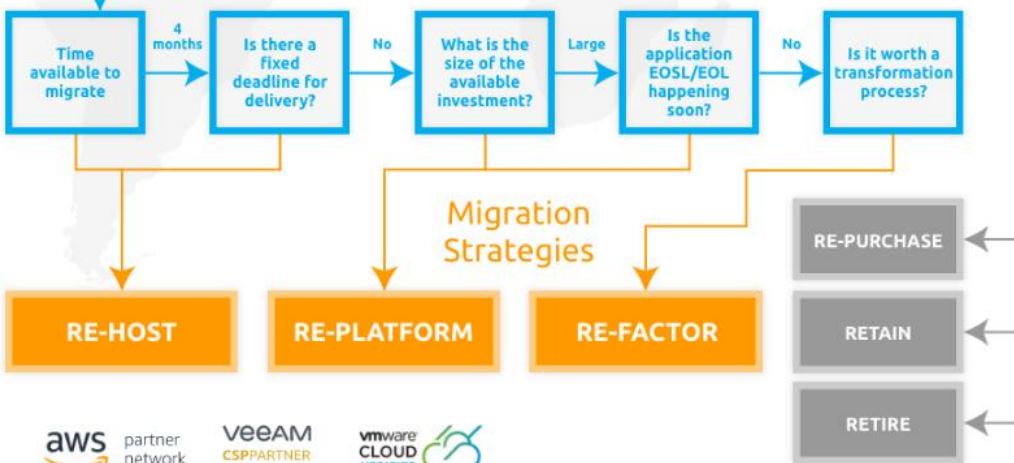 Time
available to
migrate
4
months
Is there a
fixed
deadline for
delivery?
No
What is the
size of the
available
investment?
Large
Is the
application
EOSL/EOL
happening
soon?
No
Is it worth a
transformation
process?
Migration
Strategies
RE-HOST
RE-PLATFORM
RE-FACTOR
RE-PURCHASE
RETAIN
RETIRE
aws partner
network
veeAM
CSPPARTNER
vmware
CLOUD